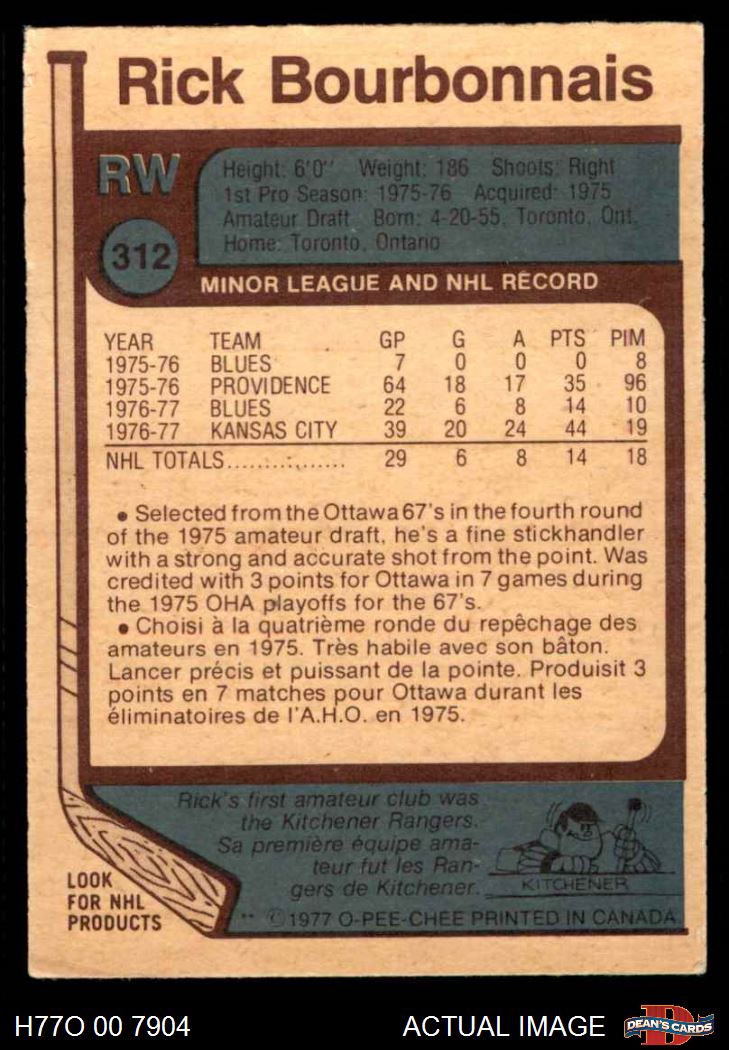 Rick Bourbonnais
RW
312
Height: 6'0" Weight: 186 Shoots: Right
1st Pro Season: 1975-76 Acquired: 1975
Amateur Draft Born: 4-20-55, Toronto, Ont.
Home: Toronto, Ontario
MINOR LEAGUE AND NHL RECORD
YEAR TEAM GP G A PTS PIM
1975-76 BLUES 7 0 0 0 8
1975-76 PROVIDENCE 64 18 17 35 96
1976-77 BLUES 22 6 8 14 10
1976-77 KANSAS CITY 39 20 24 44 19
NHL TOTALS................ 29 6 8 14 18
• Selected from the Ottawa 67's in the fourth round
of the 1975 amateur draft, he's a fine stickhandler
with a strong and accurate shot from the point. Was
credited with 3 points for Ottawa in 7 games during
the 1975 OHA playoffs for the 67's.
• Choisi à la quatrième ronde du repêchage des
amateurs en 1975. Très habile avec son bâton.
Lancer précis et puissant de la pointe. Produisit 3
points en 7 matches pour Ottawa durant les
éliminatoires de l'A.H.O. en 1975.
Rick's first amateur club was
the Kitchener Rangers.
Sa première équipe ama-
teur fut les Ran-
gers de Kitchener.
KITCHENER
LOOK
FOR NHL
PRODUCTS
** ©1977 O-PEE-CHEE PRINTED IN CANADA
H77O 00 7904
ACTUAL IMAGE
D
DEAN'S CARDS